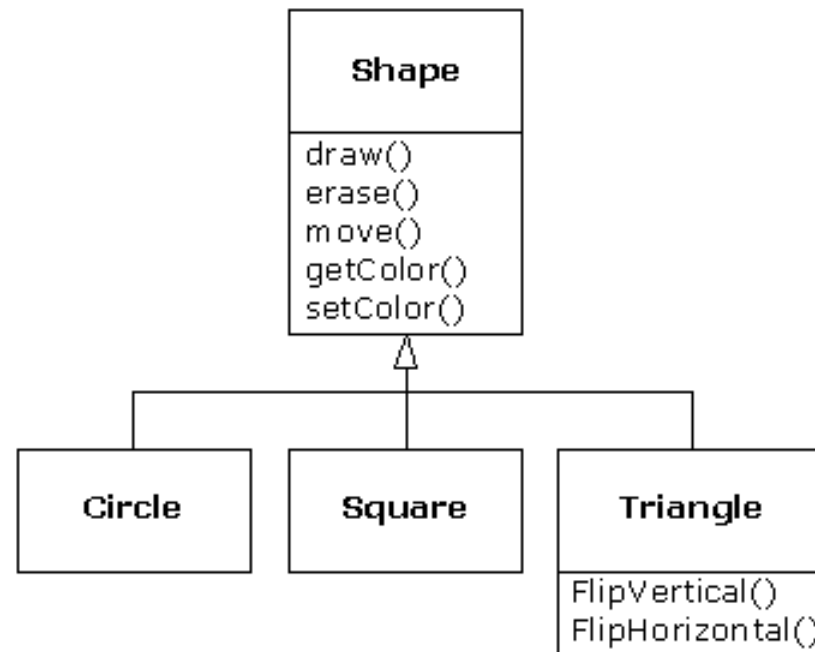 Shape
draw()
erase()
move()
getColor()
setColor()
Circle
Square
Triangle
FlipVertical()
FlipHorizontal()